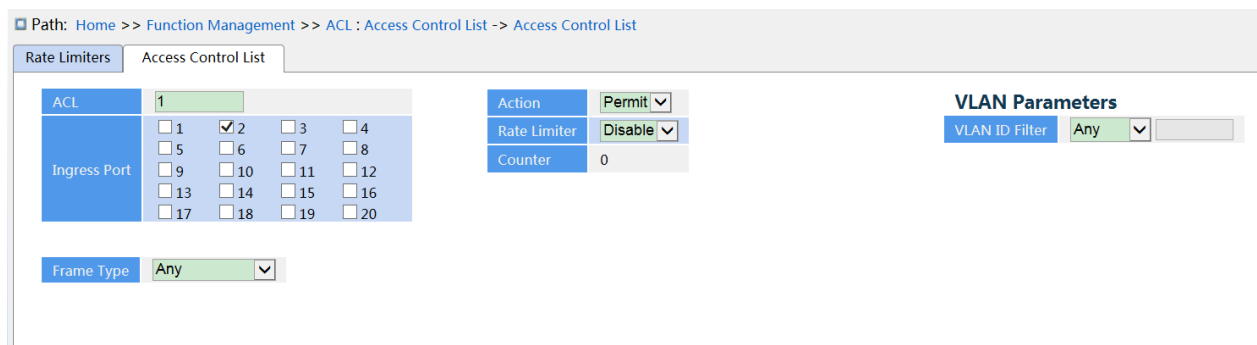 Path: Home >> Function Management >> ACL : Access Control List -> Access Control List
Rate Limiters
Access Control List
ACL 1
Ingress Port
1 2 3 4
5 6 7 8
9 10 11 12
13 14 15 16
17 18 19 20
Frame Type Any
Action Permit
Rate Limiter Disable
Counter 0
VLAN Parameters
VLAN ID Filter Any